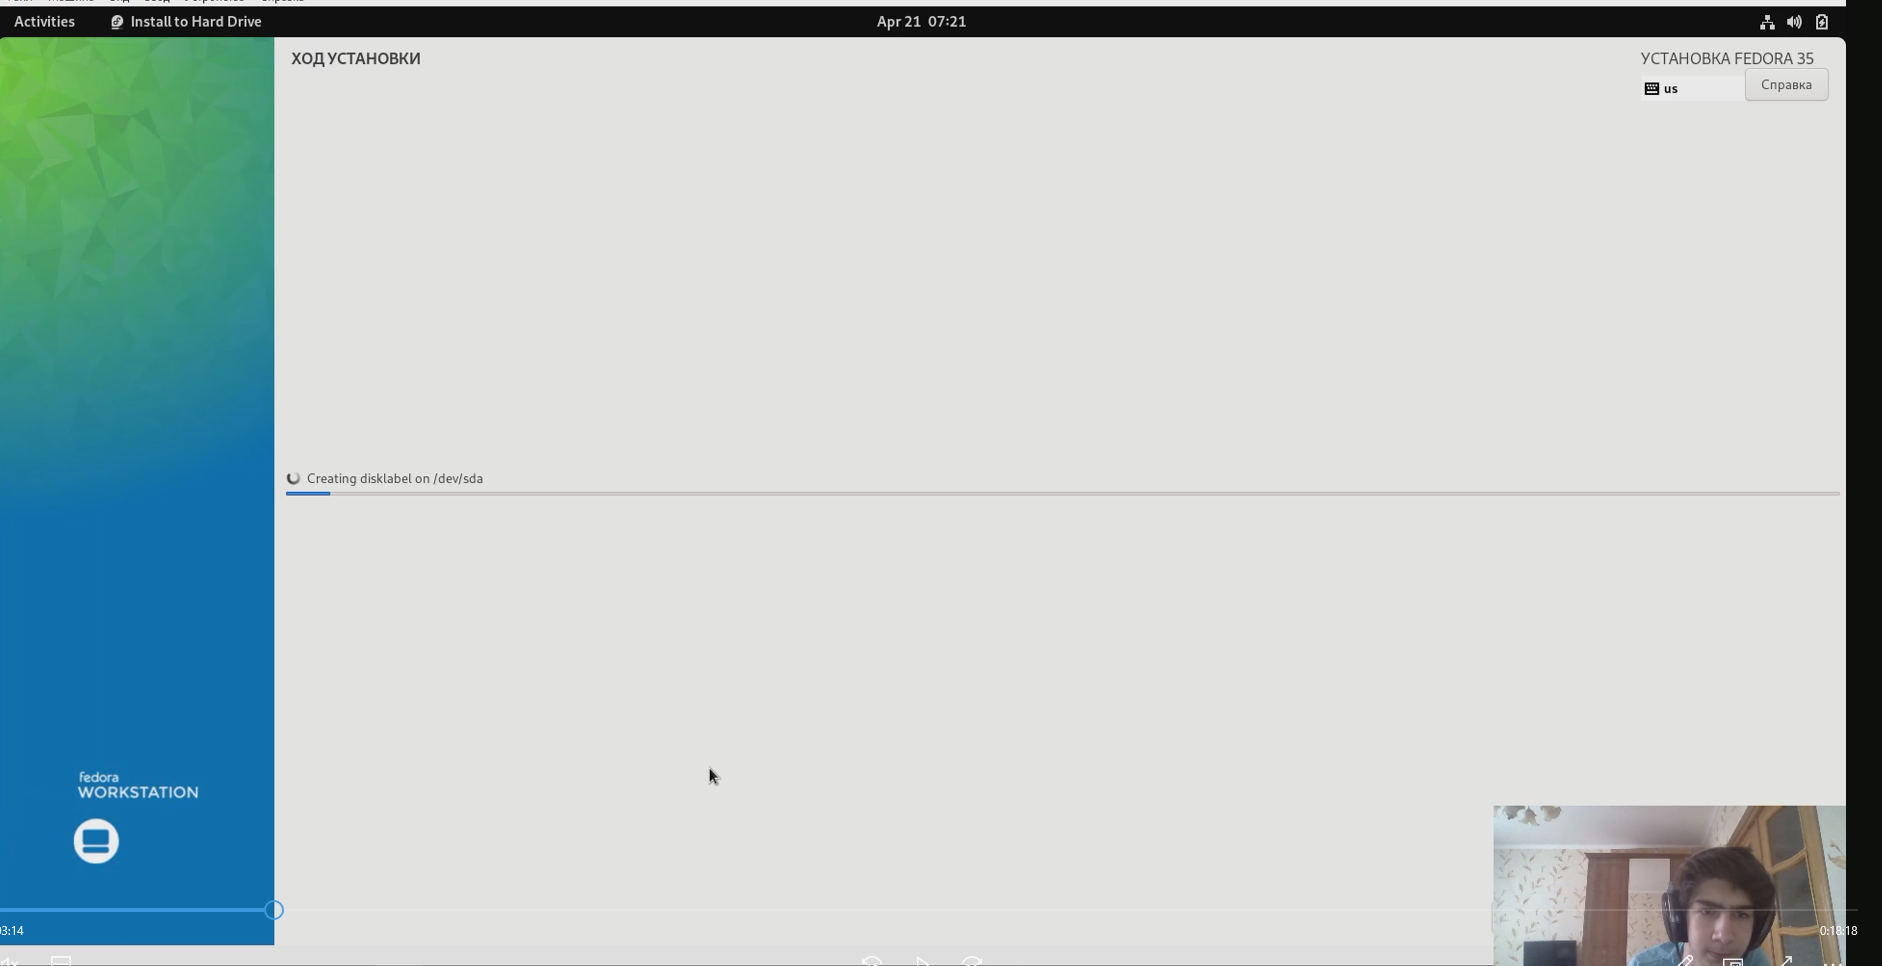 Activities Install to Hard Drive Apr 21 07:21
ХОД УСТАНОВКИ
УСТАНОВКА FEDORA 35
us Справка
Creating disklabel on /dev/sda
fedora
WORKSTATION
3:14
0:18:18